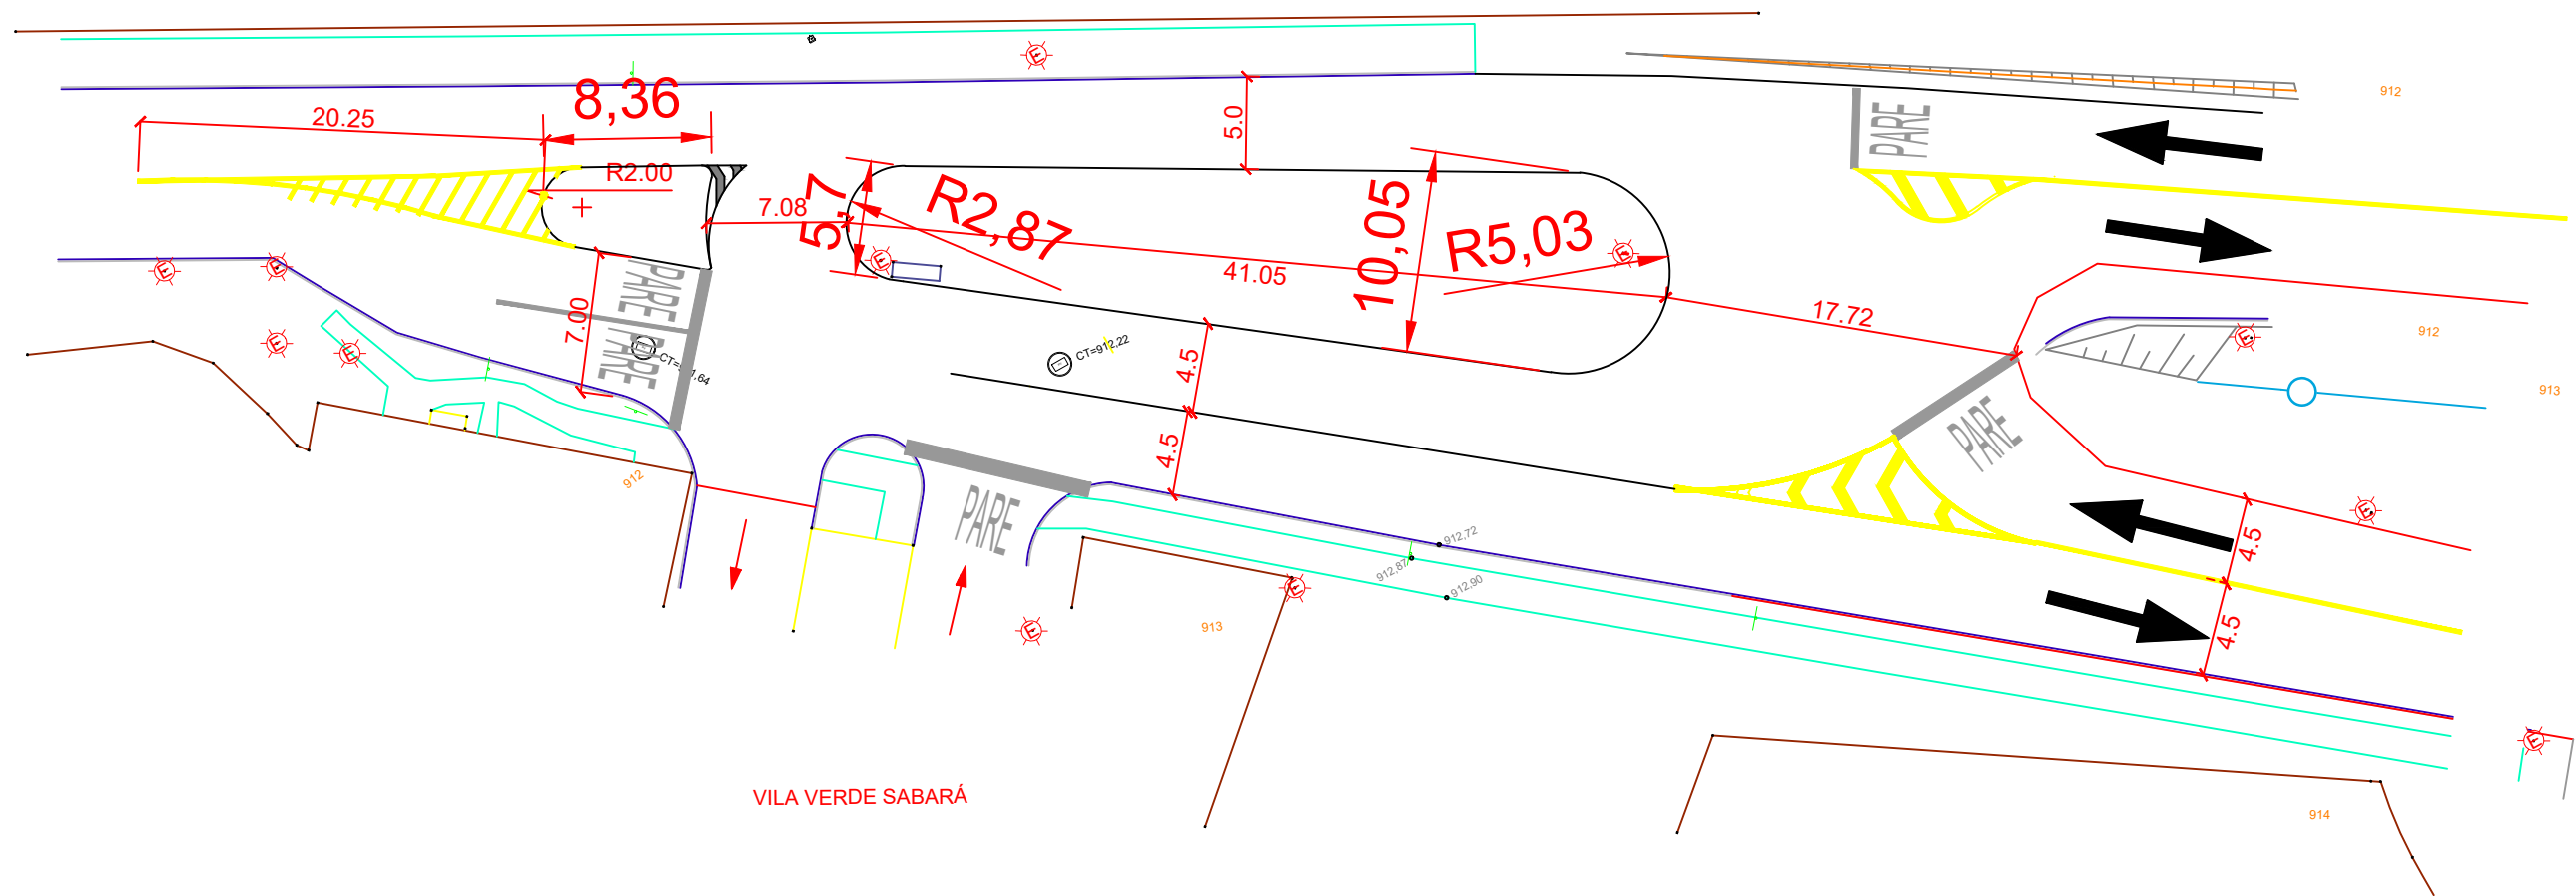 912
8,36
20.25
5.0
PARE
R2.00
7.08
5,7
R2,87
10,05
R5,03
41.05
17.72
912
PARE
7.00
PARE
CT=912,22
4.5
913
PARE
4.5
912
PARE
912,72
912,87
912,90
4.5
4.5
913
VILA VERDE SABARÁ
914
E
E
E
E
E
E
E
E
E
E
E
E